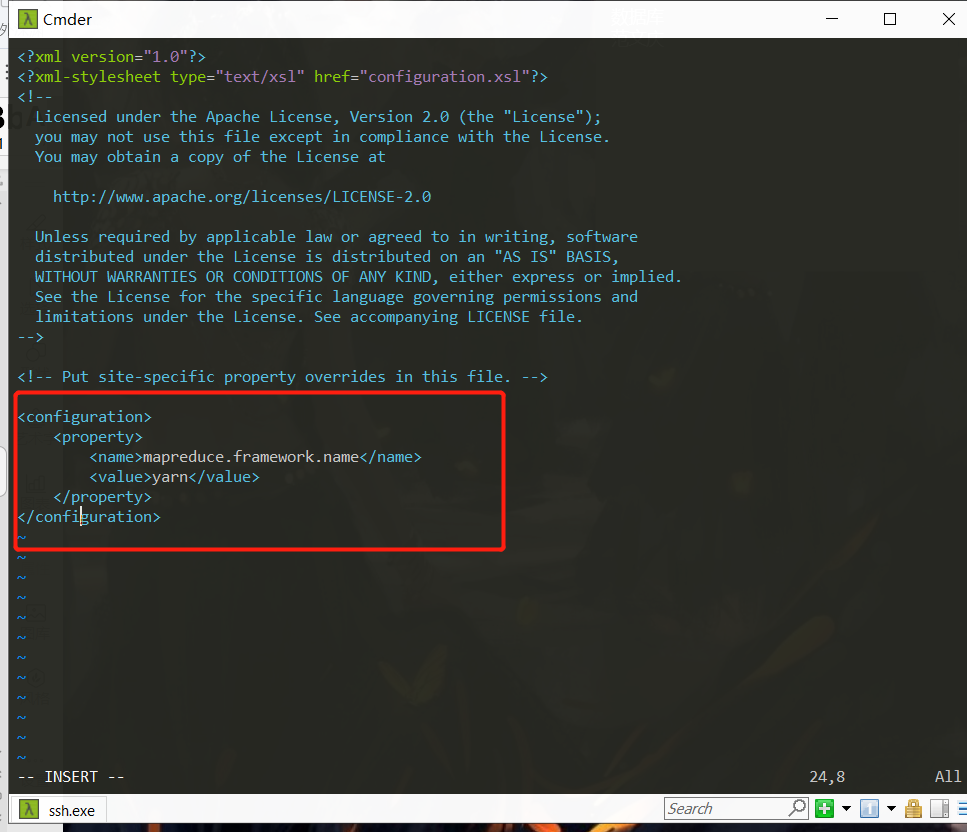 Cmder
<?xml version="1.0"?>
<?xml-stylesheet type="text/xsl" href="configuration.xsl"?>
<!--
  Licensed under the Apache License, Version 2.0 (the "License");
  you may not use this file except in compliance with the License.
  You may obtain a copy of the License at

    http://www.apache.org/licenses/LICENSE-2.0

  Unless required by applicable law or agreed to in writing, software
  distributed under the License is distributed on an "AS IS" BASIS,
  WITHOUT WARRANTIES OR CONDITIONS OF ANY KIND, either express or implied.
  See the License for the specific language governing permissions and
  limitations under the License. See accompanying LICENSE file.
-->

<!-- Put site-specific property overrides in this file. -->

<configuration>
    <property>
        <name>mapreduce.framework.name</name>
        <value>yarn</value>
    </property>
</configuration>
~
~
~
~
~
~
~
~
~
~
~
~
-- INSERT -- 24,8 All
ssh.exe Search